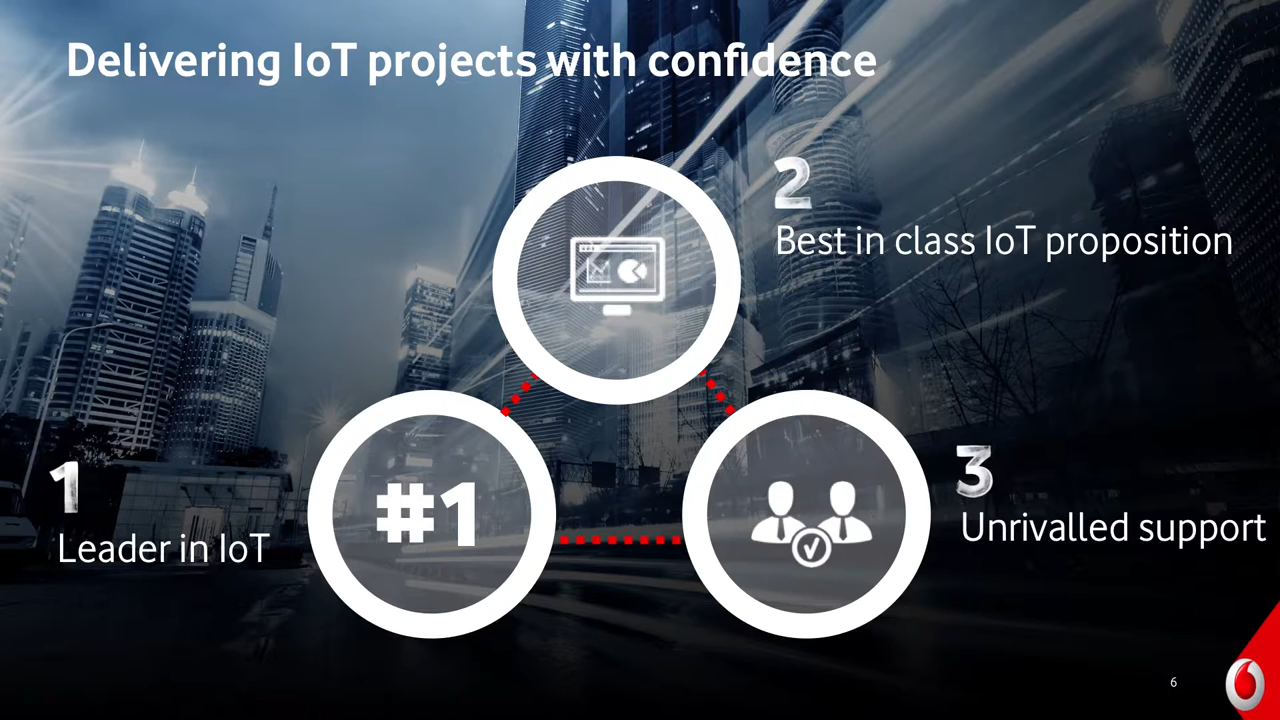 Delivering IoT projects with confidence
2
Best in class IoT proposition
#1
1
Leader in IoT
3
Unrivalled support
6